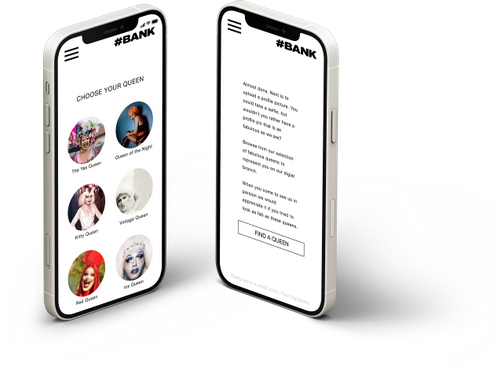 #BANK
CHOOSE YOUR QUEEN
The Yas Queen
Queen of the Night
Kitty Queen
Vintage Queen
Red Queen
Ice Queen
#BANK
Almost done. Next is to
upload a profile picture. You
could take a selfie, but
wouldn't you rather have a
profile pic that is as
fabulous as we are?
Browse from our selection
of fabulous queens to
represent you on our digital
branch.
When you come to see us in
person we would
appreciate it if you tried to
look as fab as these queens.
FIND A QUEEN